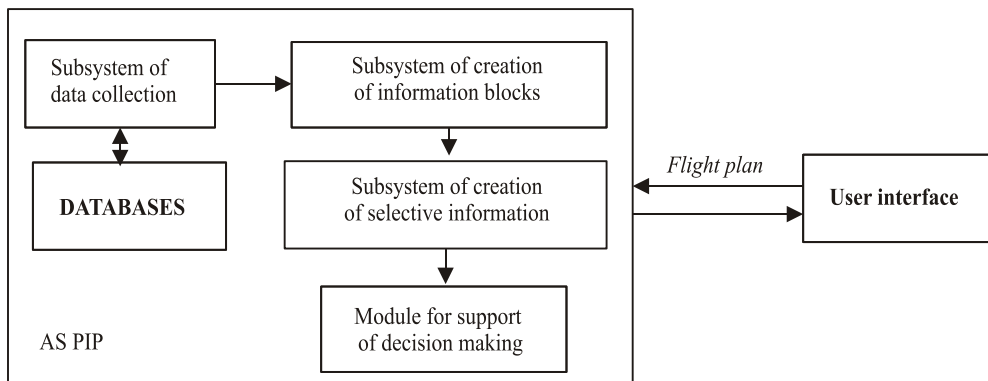 Subsystem of
data collection
Subsystem of creation
of information blocks
DATABASES
Subsystem of creation
of selective information
Flight plan
User interface
Module for support
of decision making
AS PIP